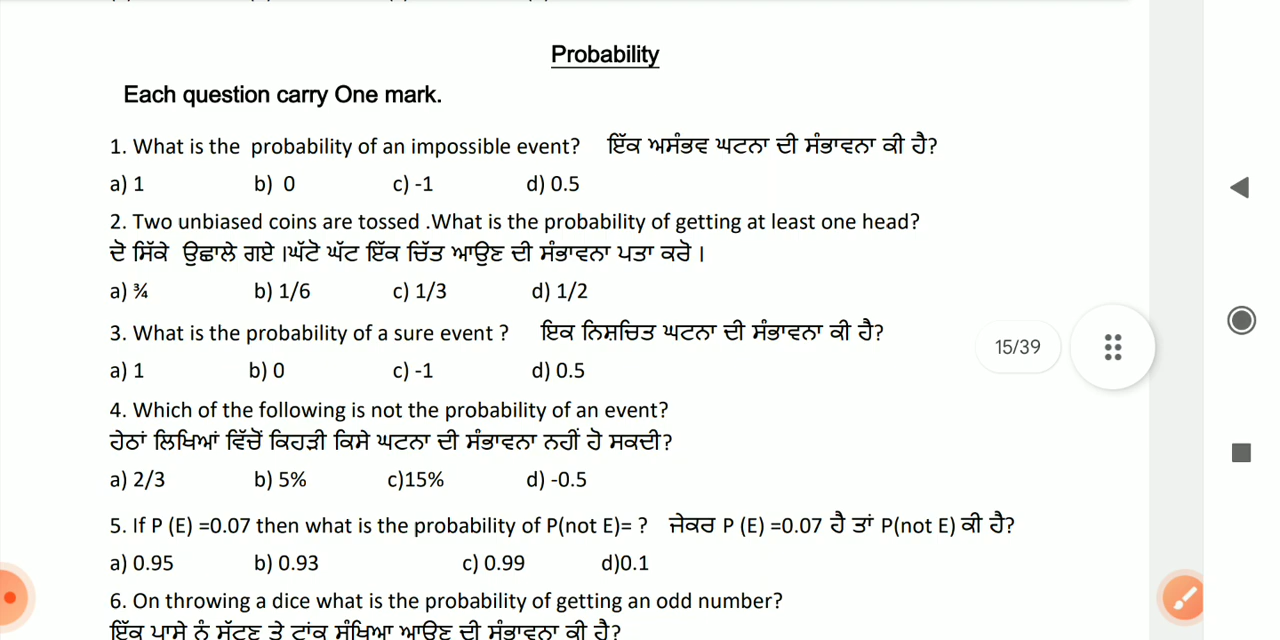 Probability
Each question carry One mark.
1. What is the probability of an impossible event? ਇੱਕ ਅਸੰਭਵ ਘਟਨਾ ਦੀ ਸੰਭਾਵਨਾ ਕੀ ਹੈ?
a) 1 b) 0 c) -1 d) 0.5
2. Two unbiased coins are tossed .What is the probability of getting at least one head?
ਦੋ ਸਿੱਕੇ ਉਛਾਲੇ ਗਏ ।ਘੱਟੋ ਘੱਟ ਇੱਕ ਚਿੱਤ ਆਉਣ ਦੀ ਸੰਭਾਵਨਾ ਪਤਾ ਕਰੋ ।
a) ¾ b) 1/6 c) 1/3 d) 1/2
3. What is the probability of a sure event ? ਇਕ ਨਿਸ਼ਚਿਤ ਘਟਨਾ ਦੀ ਸੰਭਾਵਨਾ ਕੀ ਹੈ?
a) 1 b) 0 c) -1 d) 0.5
15/39
4. Which of the following is not the probability of an event?
ਹੇਠਾਂ ਲਿਖਿਆਂ ਵਿੱਚੋਂ ਕਿਹੜੀ ਕਿਸੇ ਘਟਨਾ ਦੀ ਸੰਭਾਵਨਾ ਨਹੀਂ ਹੋ ਸਕਦੀ?
a) 2/3 b) 5% c)15% d) -0.5
5. If P (E) =0.07 then what is the probability of P(not E)= ? ਜੇਕਰ P (E) =0.07 ਹੈ ਤਾਂ P(not E) ਕੀ ਹੈ?
a) 0.95 b) 0.93 c) 0.99 d)0.1
6. On throwing a dice what is the probability of getting an odd number?
ਇੱਕ ਪਾਸੇ ਨੂੰ ਸੱਟਣ ਤੇ ਟਾਂਕ ਸੰਖਿਆ ਆਉਣ ਦੀ ਸੰਭਾਵਨਾ ਕੀ ਹੈ?